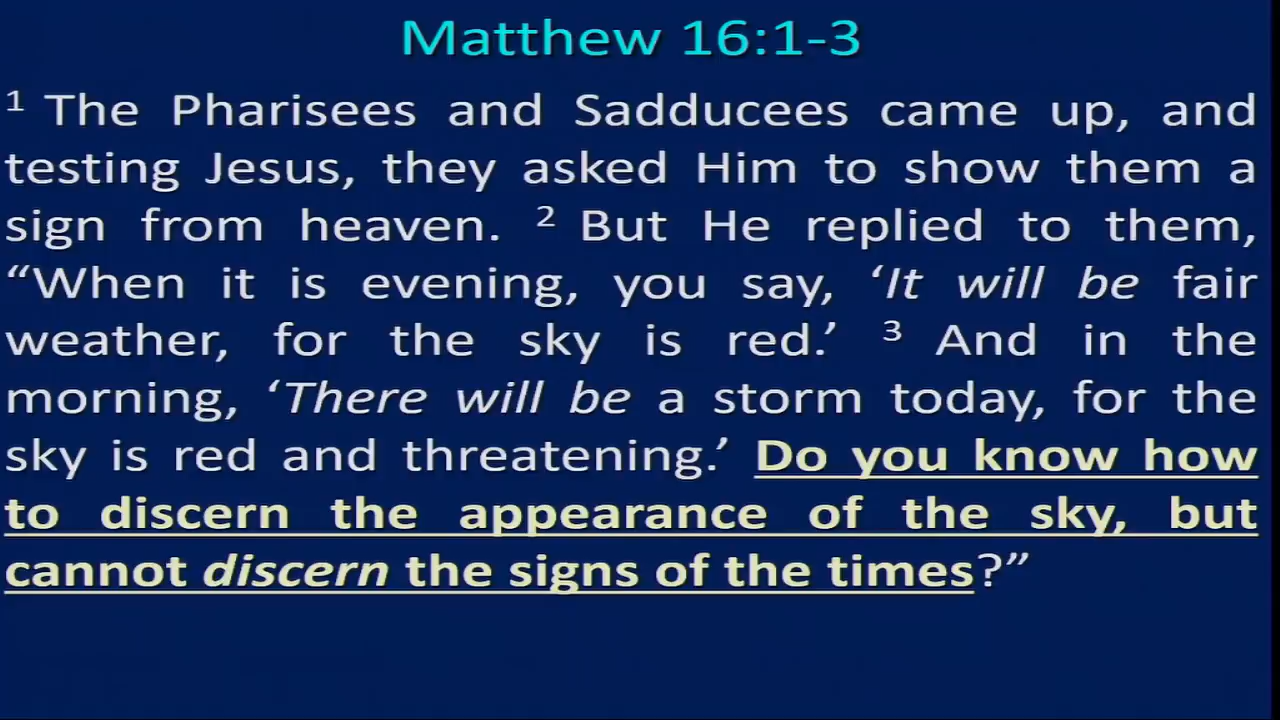 Matthew 16:1-3
1 The Pharisees and Sadducees came up, and
testing Jesus, they asked Him to show them a
sign from heaven. 2 But He replied to them,
“When it is evening, you say, ‘It will be fair
weather, for the sky is red.’ 3 And in the
morning, ‘There will be a storm today, for the
sky is red and threatening.’ Do you know how
to discern the appearance of the sky, but
cannot discern the signs of the times?”